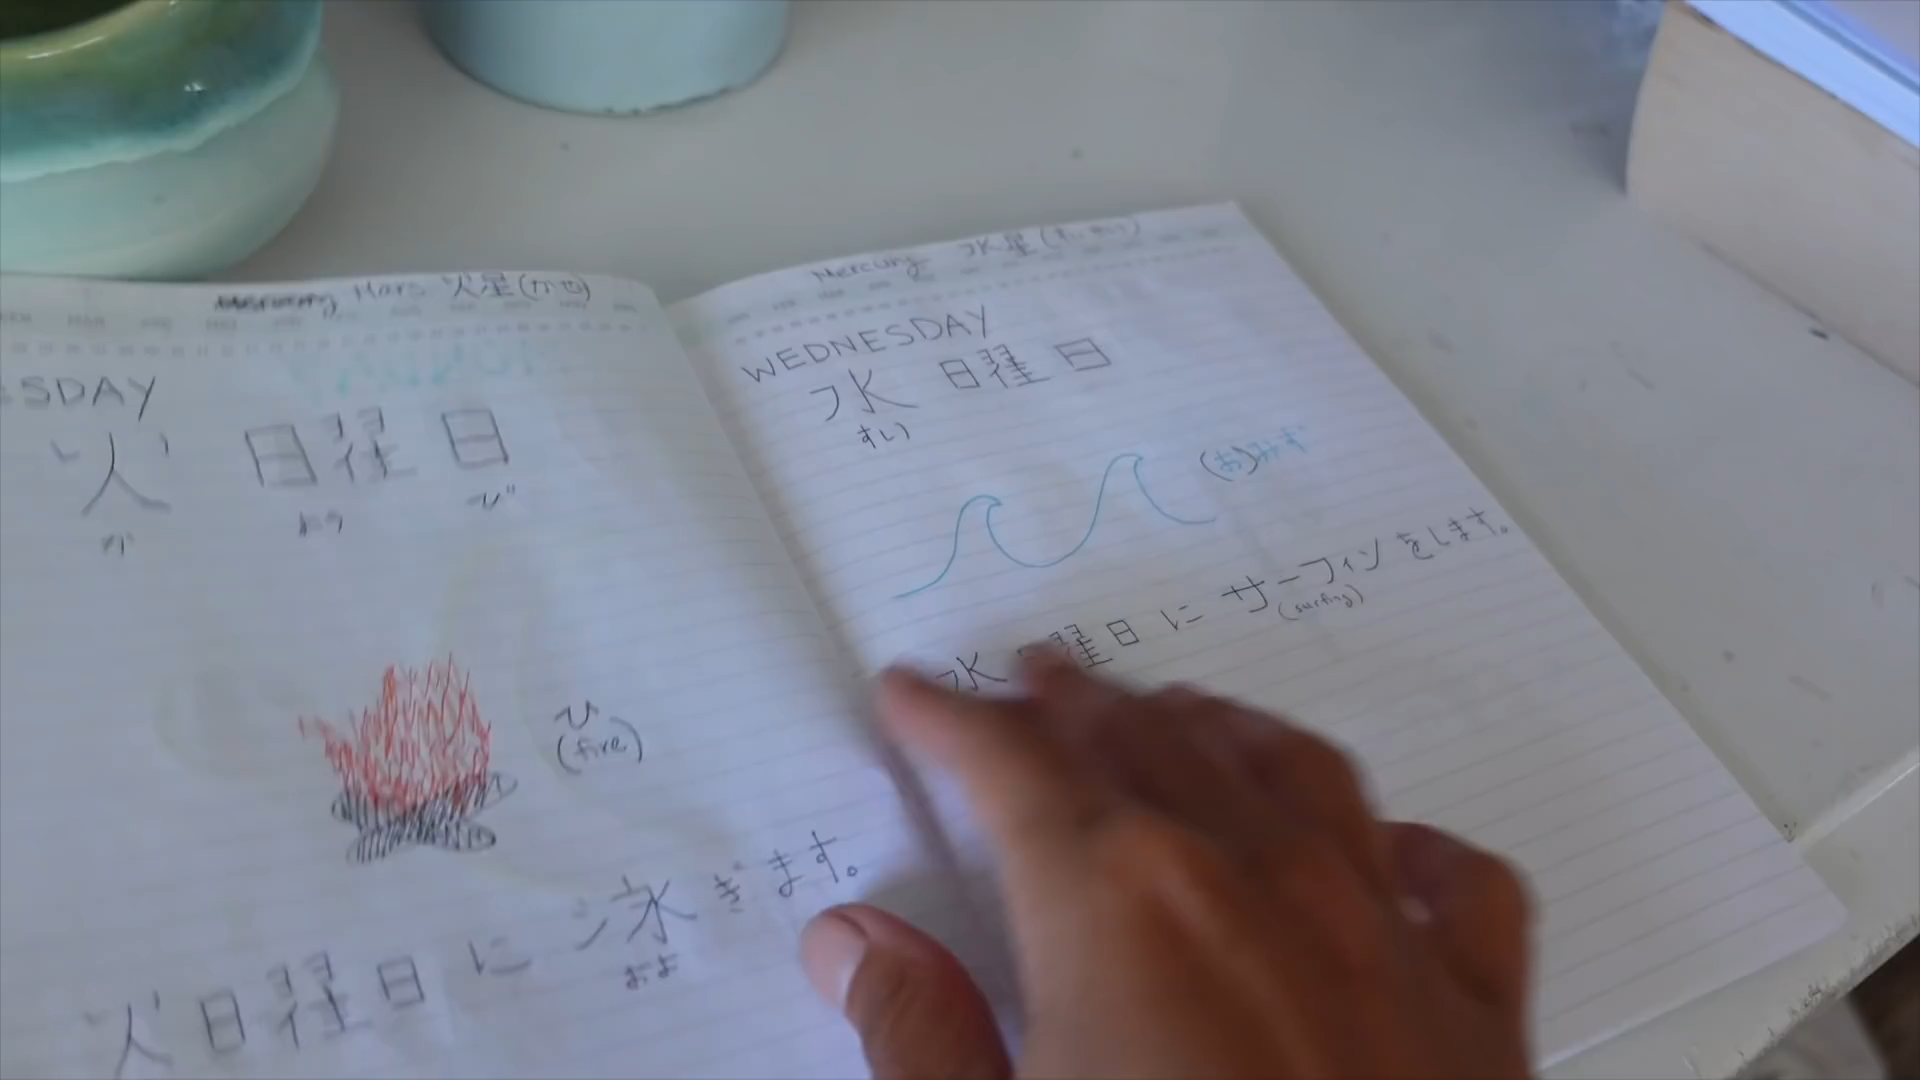 Mars 火星(かせ)
SDAY
火 曜 日
か よう び
ひ
(fire)
火曜日に 泳ぎます。
およ
Mercury 水星(
WEDNESDAY
水 曜 日
すい
(お)みず
水曜日に サーフィンをします。
(surfing)